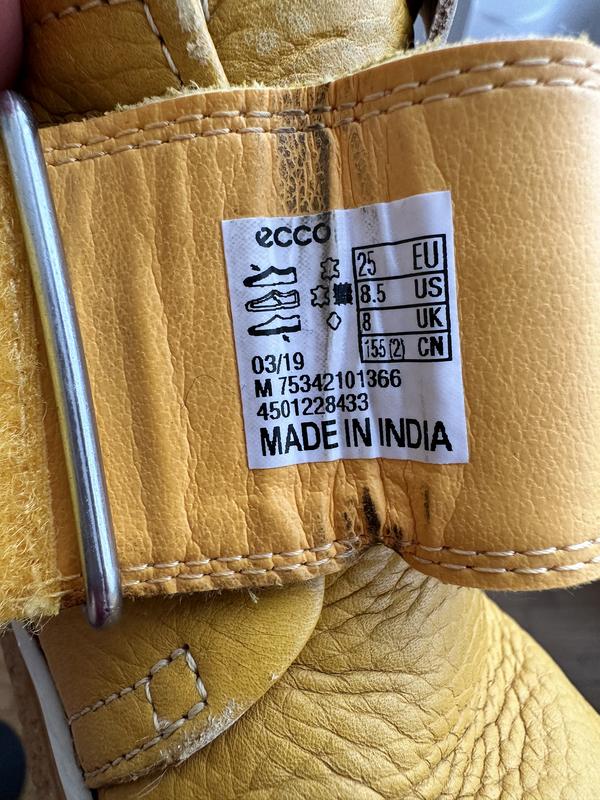 ecco
25 EU
8.5 US
8 UK
155 (2) CN
03/19
M 75342101366
4501228433
MADE IN INDIA